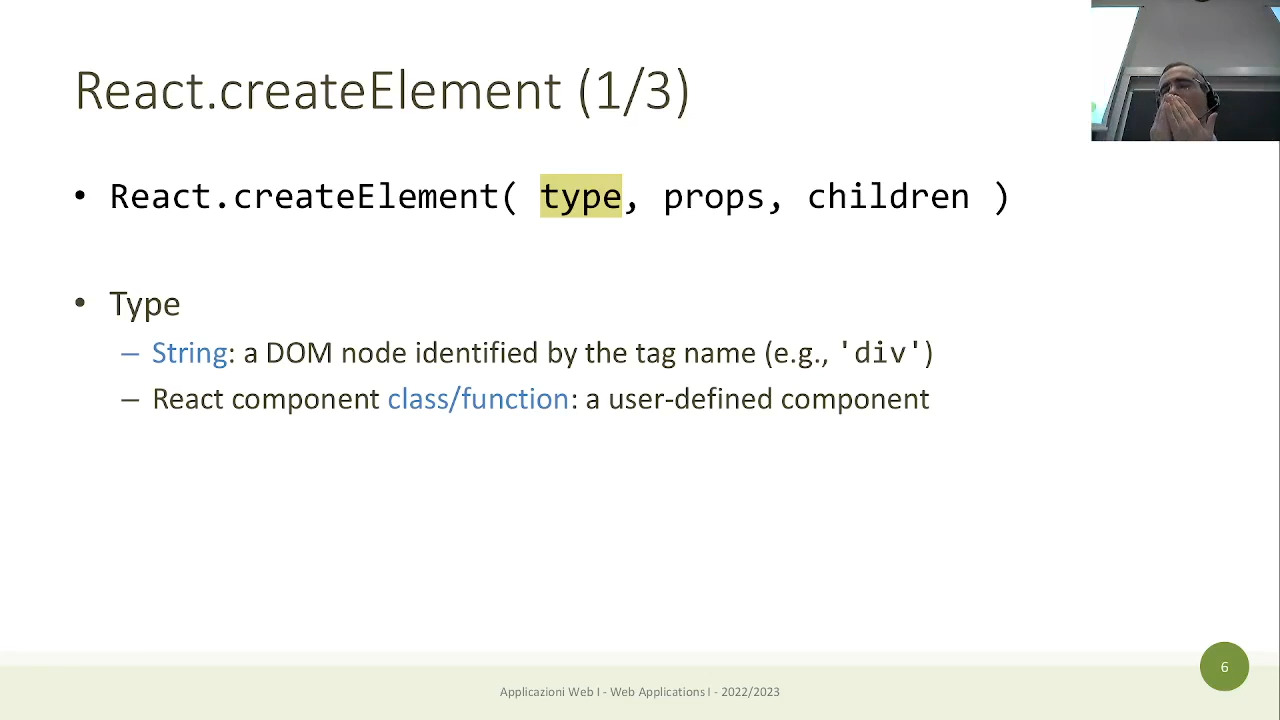 React.createElement (1/3)
• React.createElement( type, props, children )
• Type
– String: a DOM node identified by the tag name (e.g., 'div')
– React component class/function: a user-defined component
6
Applicazioni Web I - Web Applications I - 2022/2023